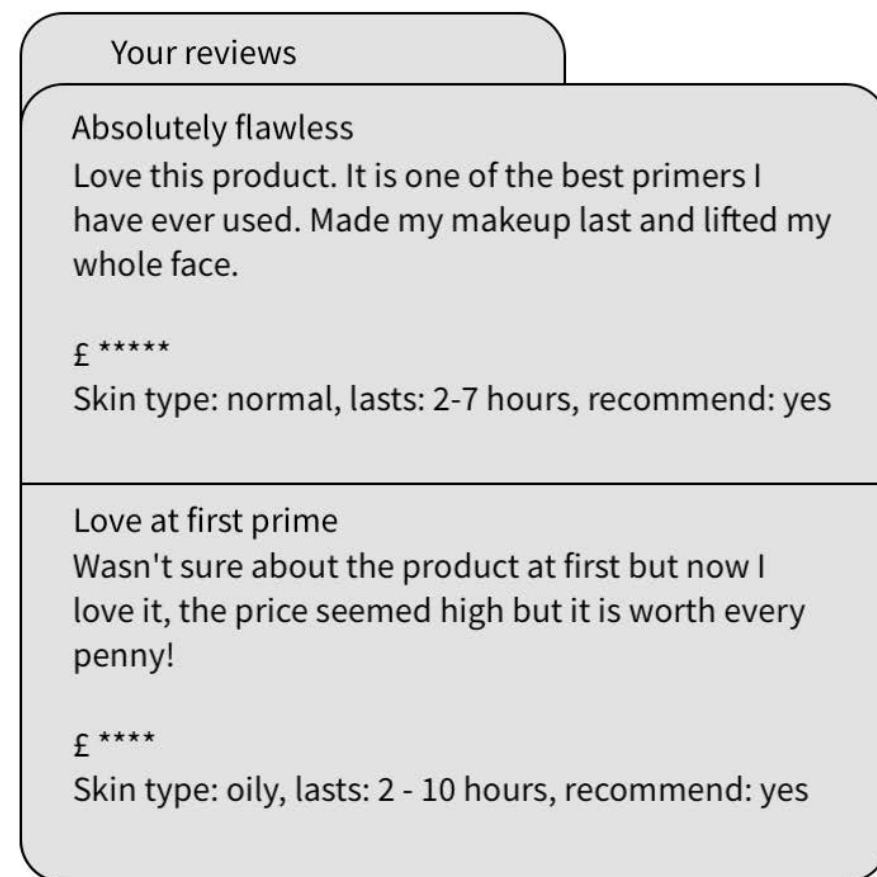 Your reviews
Absolutely flawless
Love this product. It is one of the best primers I
have ever used. Made my makeup last and lifted my
whole face.
£ *****
Skin type: normal, lasts: 2-7 hours, recommend: yes
Love at first prime
Wasn't sure about the product at first but now I
love it, the price seemed high but it is worth every
penny!
£ ****
Skin type: oily, lasts: 2 - 10 hours, recommend: yes